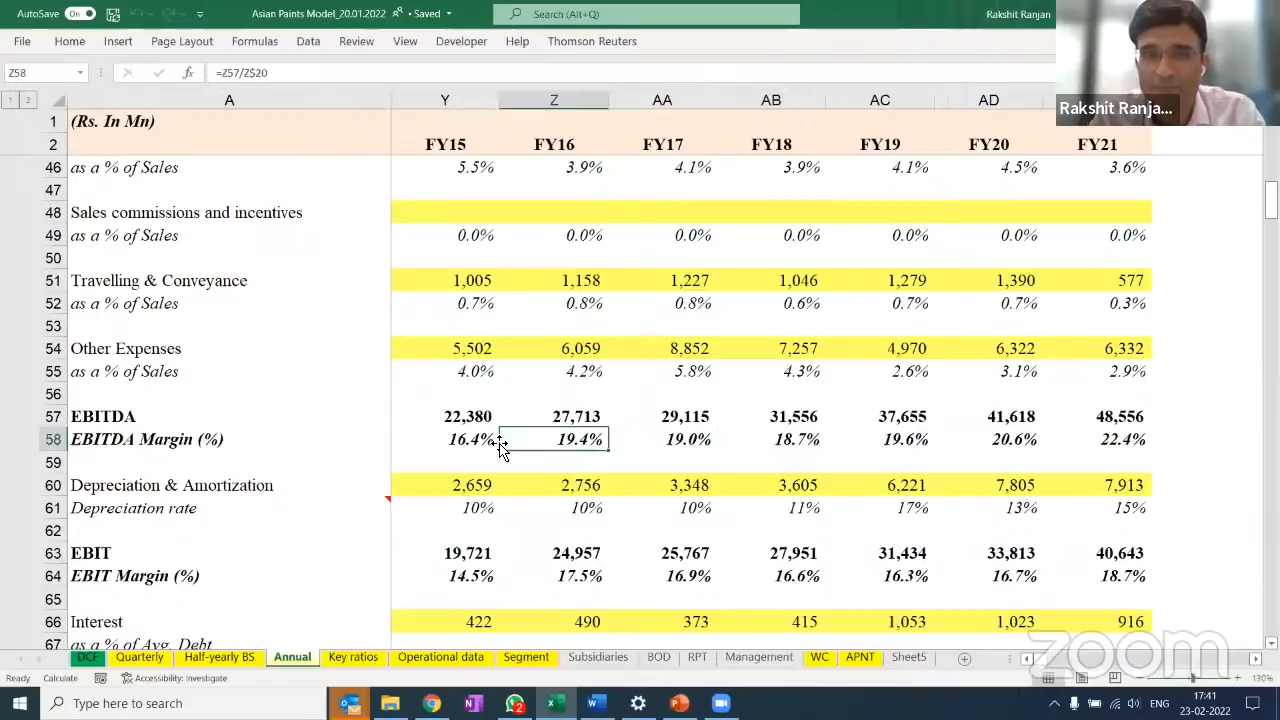 AutoSave On Asian Paints Model_20.01.2022 • Saved Search (Alt+Q) Rakshit Ranjan
File Home Insert Page Layout Formulas Data Review View Developer Help Thomson Reuters
Z58 fx =Z57/Z$20
Rakshit Ranja...
1 2 A Y Z AA AB AC AD
1 (Rs. In Mn)
2 FY15 FY16 FY17 FY18 FY19 FY20 FY21
46 as a % of Sales 5.5% 3.9% 4.1% 3.9% 4.1% 4.5% 3.6%
47
48 Sales commissions and incentives
49 as a % of Sales 0.0% 0.0% 0.0% 0.0% 0.0% 0.0% 0.0%
50
51 Travelling & Conveyance 1,005 1,158 1,227 1,046 1,279 1,390 577
52 as a % of Sales 0.7% 0.8% 0.8% 0.6% 0.7% 0.7% 0.3%
53
54 Other Expenses 5,502 6,059 8,852 7,257 4,970 6,322 6,332
55 as a % of Sales 4.0% 4.2% 5.8% 4.3% 2.6% 3.1% 2.9%
56
57 EBITDA 22,380 27,713 29,115 31,556 37,655 41,618 48,556
58 EBITDA Margin (%) 16.4% 19.4% 19.0% 18.7% 19.6% 20.6% 22.4%
59
60 Depreciation & Amortization 2,659 2,756 3,348 3,605 6,221 7,805 7,913
61 Depreciation rate 10% 10% 10% 11% 17% 13% 15%
62
63 EBIT 19,721 24,957 25,767 27,951 31,434 33,813 40,643
64 EBIT Margin (%) 14.5% 17.5% 16.9% 16.6% 16.3% 16.7% 18.7%
65
66 Interest 422 490 373 415 1,053 1,023 916
67 as a % of Avg. Debt
DCF Quarterly Half-yearly BS Annual Key ratios Operational data Segment Subsidiaries BOD RPT Management WC APNT Sheet5
zoom
Ready Calculate Accessibility: Investigate 130%
Type here to search 2 ENG 17:41
23-02-2022